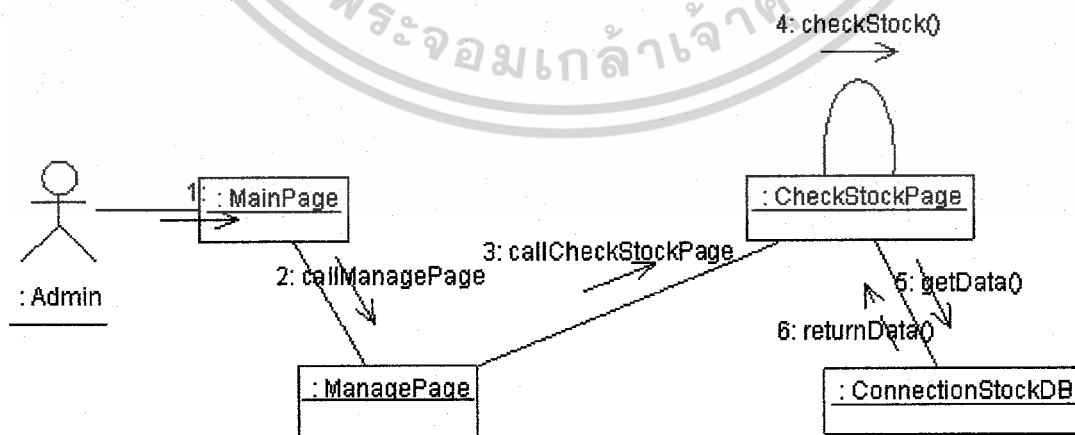 พระจอมเกล้าเจ้า
4: checkStock()
1:
: MainPage
: CheckStockPage
3: callCheckStockPage
2: callManagePage
: Admin
5: getData()
6: returnData()
: ManagePage
: ConnectionStockDB